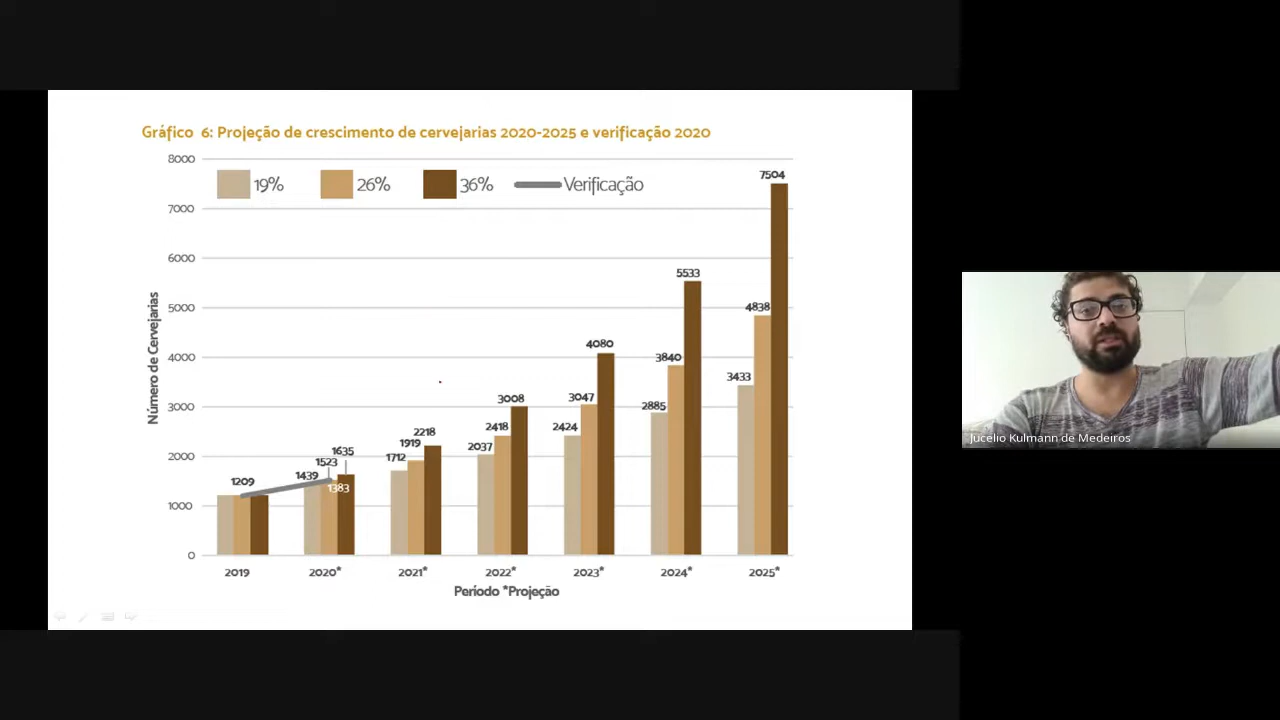 Gráfico 6: Projeção de crescimento de cervejarias 2020-2025 e verificação 2020
8000
7000
6000
5000
4000
3000
2000
1000
0
Número de Cervejarias
19% 26% 36% Verificação
1209
1439 1523 1635
1383
1712 1919 2218
2037 2418 3008
2424 3047 4080
2885 3840 5533
3433 4838 7504
2019 2020* 2021* 2022* 2023* 2024* 2025*
Período *Projeção
Jucelio Kulmann de Medeiros